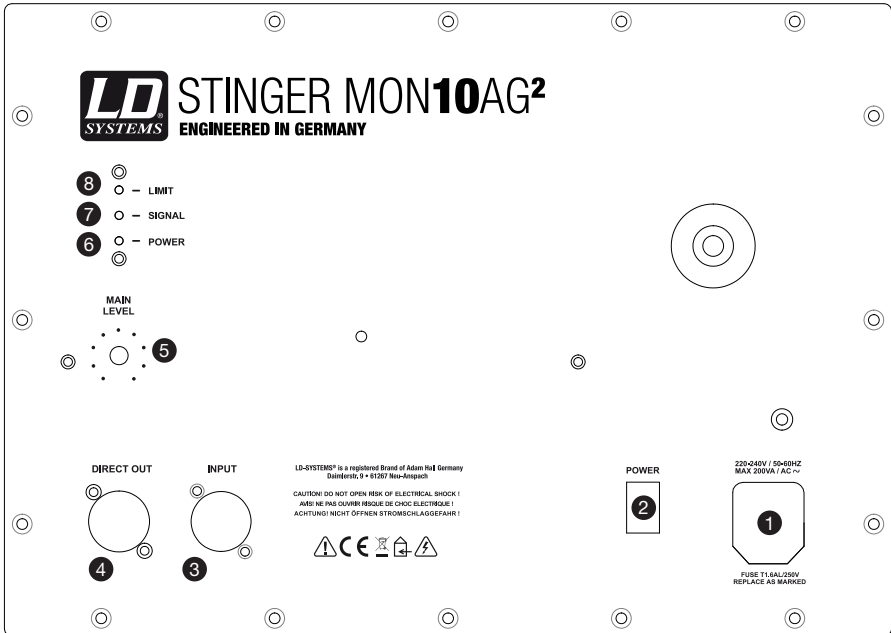 LD®
SYSTEMS
STINGER MON10AG²
ENGINEERED IN GERMANY
8
LIMIT
7
SIGNAL
6
POWER
MAIN
LEVEL
5
DIRECT OUT
INPUT
4
3
LD-SYSTEMS® is a registered Brand of Adam Hall Germany
Daimlerstr, 9 • 61267 Neu-Anspach
CAUTION! DO NOT OPEN RISK OF ELECTRICAL SHOCK !
AVIS! NE PAS OUVRIR RISQUE DE CHOC ELECTRIQUE !
ACHTUNG! NICHT ÖFFNEN STROMSCHLAGGEFAHR !
CE
POWER
2
220-240V / 50-60HZ
MAX 200VA / AC ~
1
FUSE T1.6AL/250V
REPLACE AS MARKED